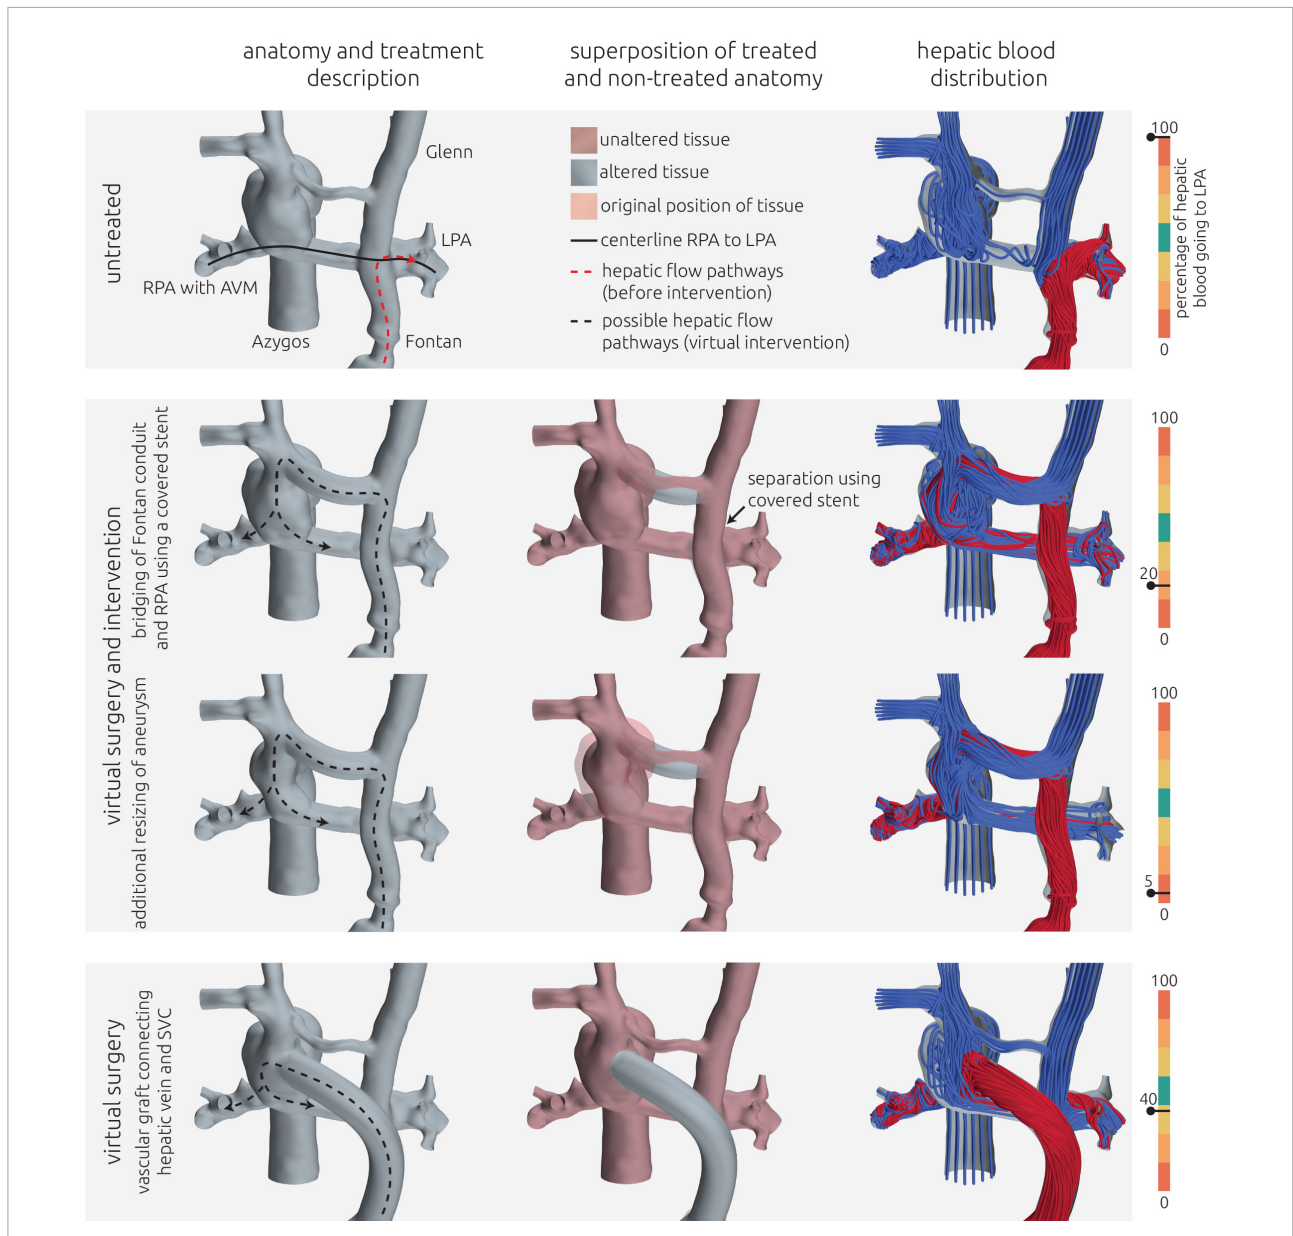 anatomy and treatment
description
superposition of treated
and non-treated anatomy
hepatic blood
distribution
untreated
Glenn
LPA
RPA with AVM
Azygos
Fontan
unaltered tissue
altered tissue
original position of tissue
centerline RPA to LPA
hepatic flow pathways
(before intervention)
possible hepatic flow
pathways (virtual intervention)
100
0
percentage of hepatic
blood going to LPA
virtual surgery and intervention
bridging of Fontan conduit
and RPA using a covered stent
separation using
covered stent
100
20
0
additional resizing of aneurysm
100
5
0
virtual surgery
vascular graft connecting
hepatic vein and SVC
100
40
0